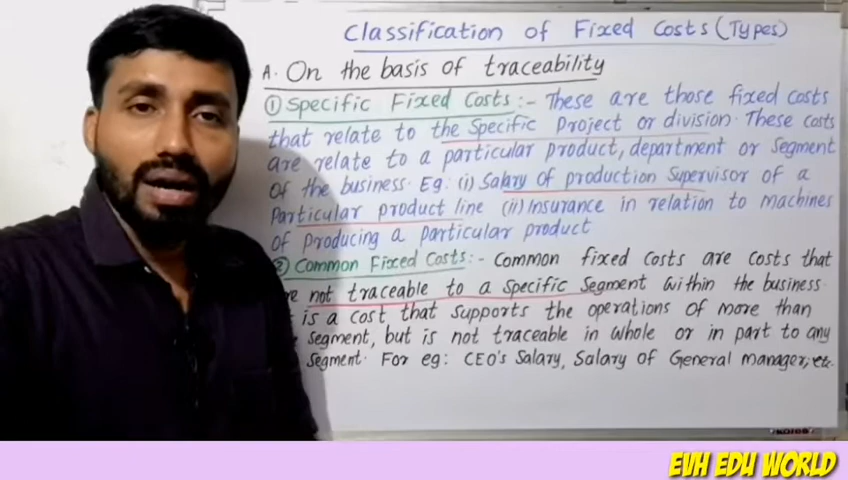 Classification of Fixed Costs (Types)
A. On the basis of traceability
① Specific Fixed Costs :- These are those fixed costs
that relate to the Specific Project or division. These costs
are relate to a particular product, department or Segment
of the business. Eg: (i) Salary of production Supervisor of a
Particular product line (ii) Insurance in relation to machines
of Producing a particular product
② Common Fixed Costs :- Common fixed costs are costs that
not traceable to a Specific Segment within the business.
is a cost that supports the operations of more than
segment, but is not traceable in whole or in part to any
segment. For eg: CEO's Salary, Salary of General manager, etc.
EVH EDU WORLD